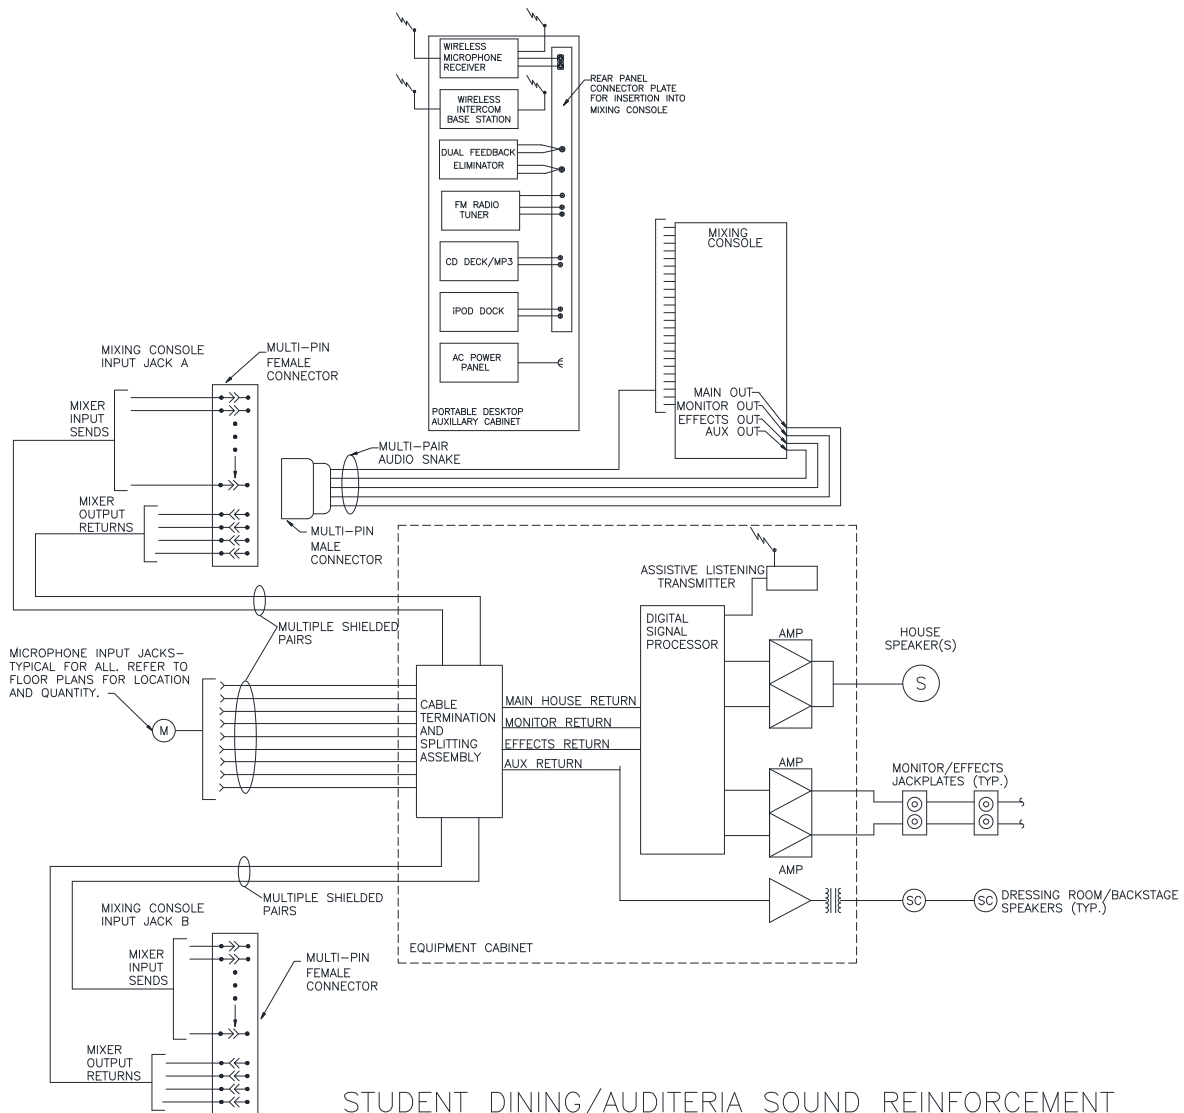 WIRELESS
MICROPHONE
RECEIVER
WIRELESS
INTERCOM
BASE STATION
DUAL FEEDBACK
ELIMINATOR
FM RADIO
TUNER
CD DECK/MP3
iPOD DOCK
AC POWER
PANEL
PORTABLE DESKTOP
AUXILLARY CABINET
REAR PANEL
CONNECTOR PLATE
FOR INSERTION INTO
MIXING CONSOLE
MIXING
CONSOLE
MAIN OUT
MONITOR OUT
EFFECTS OUT
AUX OUT
MIXING CONSOLE
INPUT JACK A
MULTI-PIN
FEMALE
CONNECTOR
MIXER
INPUT
SENDS
MIXER
OUTPUT
RETURNS
MULTI-PAIR
AUDIO SNAKE
MULTI-PIN
MALE
CONNECTOR
MULTIPLE SHIELDED
PAIRS
MICROPHONE INPUT JACKS-
TYPICAL FOR ALL. REFER TO
FLOOR PLANS FOR LOCATION
AND QUANTITY.
M
CABLE
TERMINATION
AND
SPLITTING
ASSEMBLY
MAIN HOUSE RETURN
MONITOR RETURN
EFFECTS RETURN
AUX RETURN
ASSISTIVE LISTENING
TRANSMITTER
DIGITAL
SIGNAL
PROCESSOR
AMP
HOUSE
SPEAKER(S)
S
AMP
MONITOR/EFFECTS
JACKPLATES (TYP.)
AMP
SC
SC
DRESSING ROOM/BACKSTAGE
SPEAKERS (TYP.)
EQUIPMENT CABINET
MULTIPLE SHIELDED
PAIRS
MIXING CONSOLE
INPUT JACK B
MIXER
INPUT
SENDS
MULTI-PIN
FEMALE
CONNECTOR
MIXER
OUTPUT
RETURNS
STUDENT DINING/AUDITERIA SOUND REINFORCEMENT